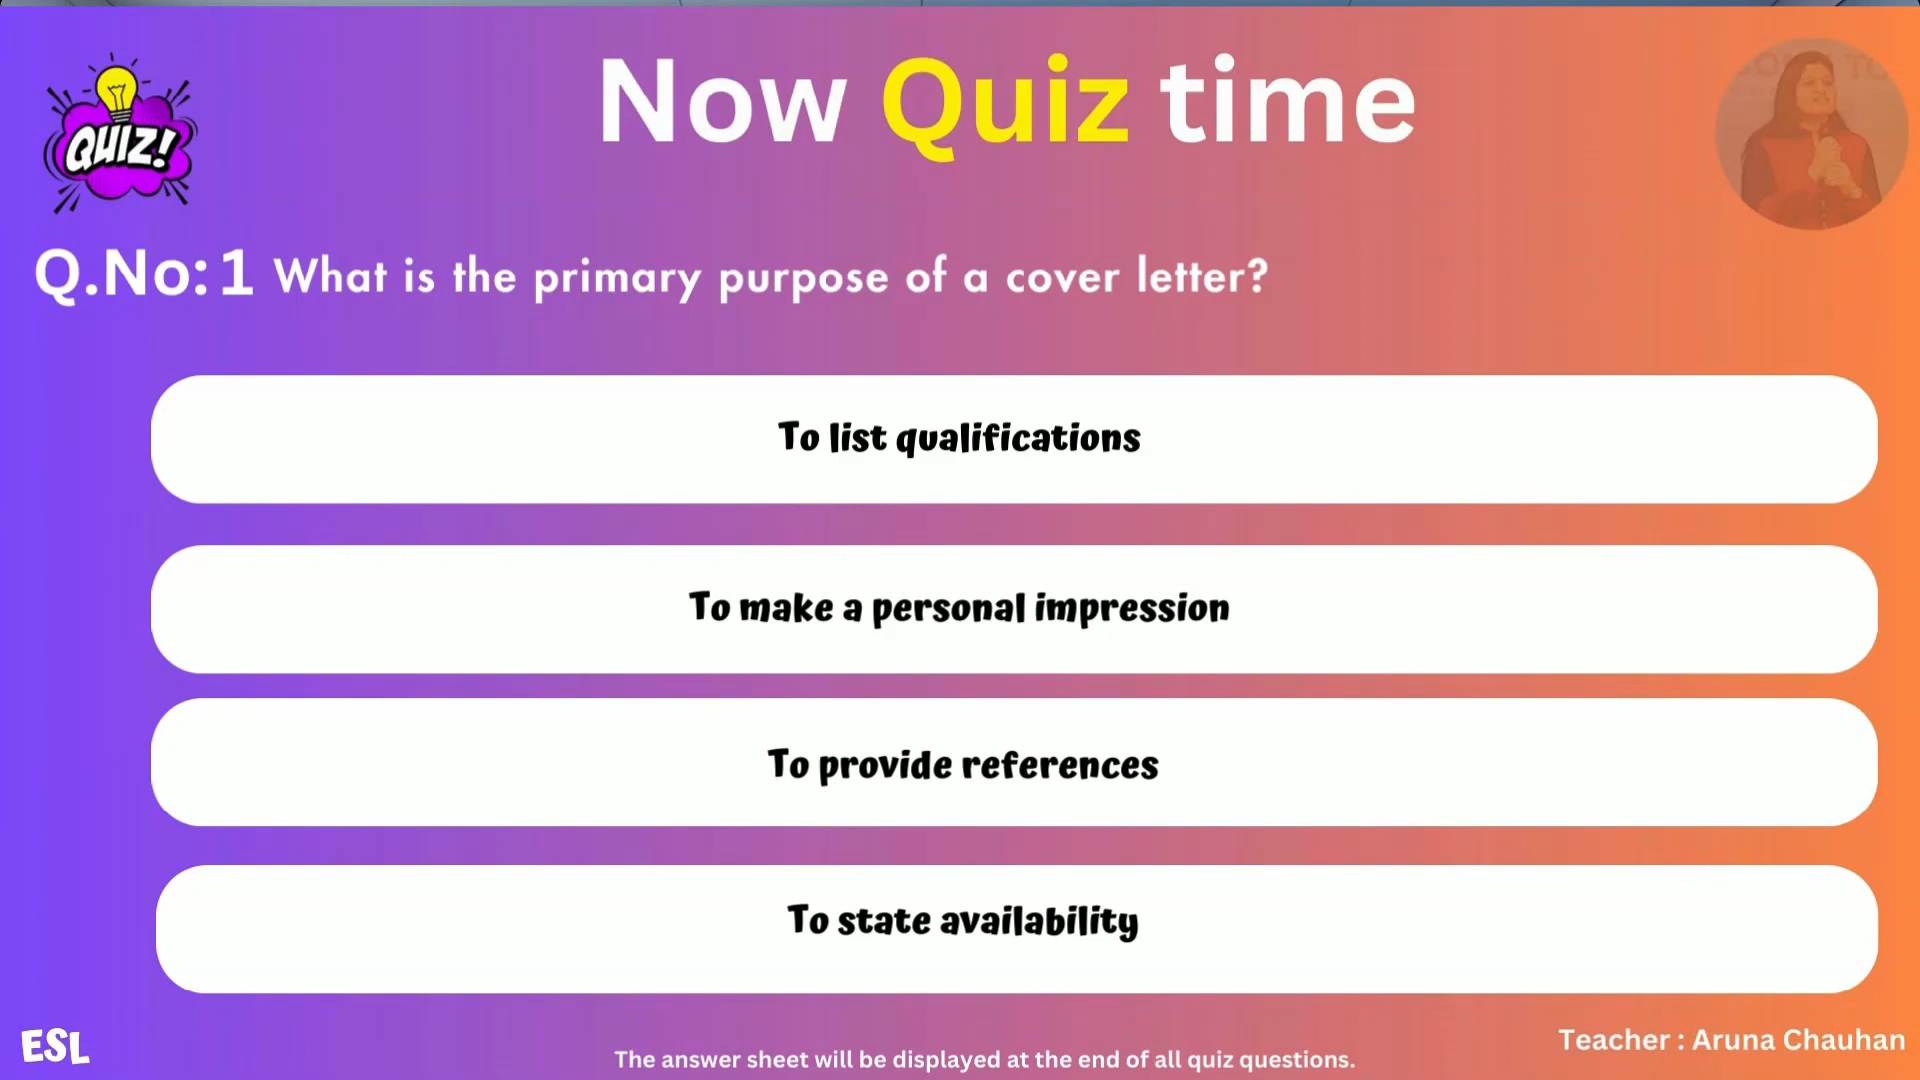 Now Quiz time
QUIZ!
Q.No: 1 What is the primary purpose of a cover letter?
To list qualifications
To make a personal impression
To provide references
To state availability
ESL
Teacher : Aruna Chauhan
The answer sheet will be displayed at the end of all quiz questions.